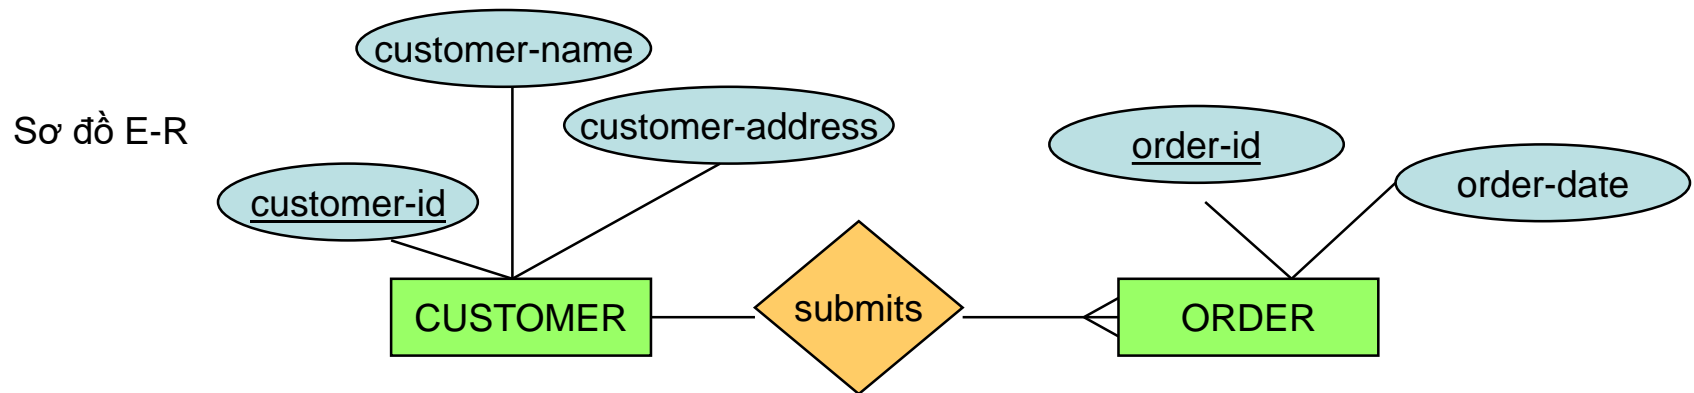 customer-name
Sơ đồ E-R
customer-address
order-id
customer-id
order-date
CUSTOMER
submits
ORDER